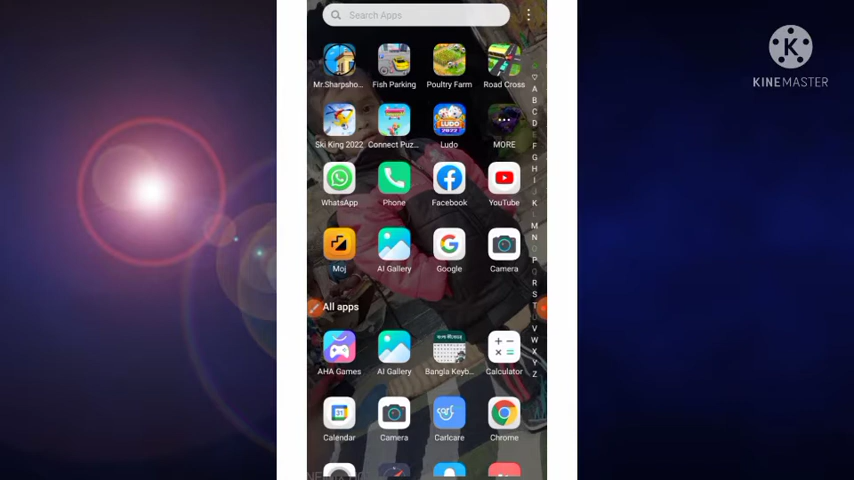 Search Apps
KINEMASTER
Mr.Sharpsho... Fish Parking Poultry Farm Road Cross
Ski King 2022 Connect Puz... Ludo MORE
WhatsApp Phone Facebook YouTube
Moj AI Gallery Google Camera
All apps
AHA Games AI Gallery Bangla Keyb... Calculator
Calendar Camera Carlcare Chrome
A
B
C
D
E
F
G
H
I
J
K
L
M
N
O
P
Q
R
S
T
V
W
X
Y
Z